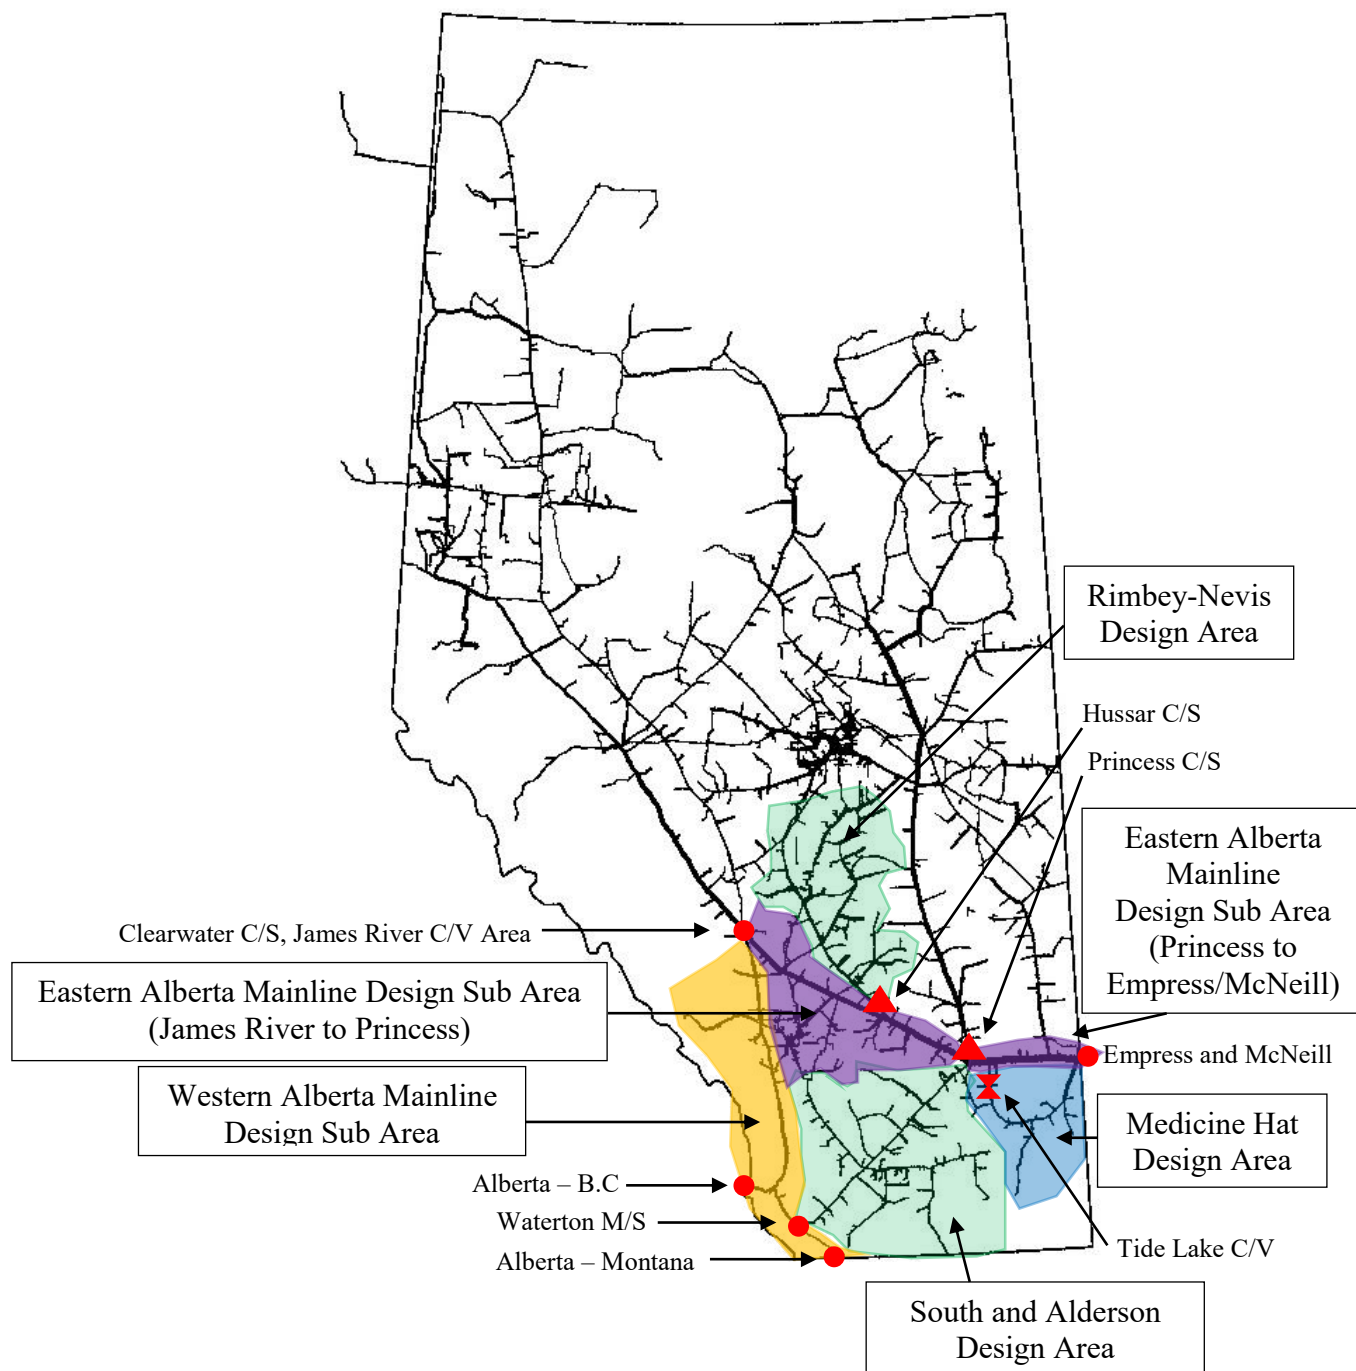 Rimbey-Nevis
Design Area
Hussar C/S
Princess C/S
Eastern Alberta
Mainline
Design Sub Area
(Princess to
Empress/McNeill)
Clearwater C/S, James River C/V Area
Eastern Alberta Mainline Design Sub Area
(James River to Princess)
Empress and McNeill
Western Alberta Mainline
Design Sub Area
Medicine Hat
Design Area
Alberta – B.C
Waterton M/S
Alberta – Montana
Tide Lake C/V
South and Alderson
Design Area